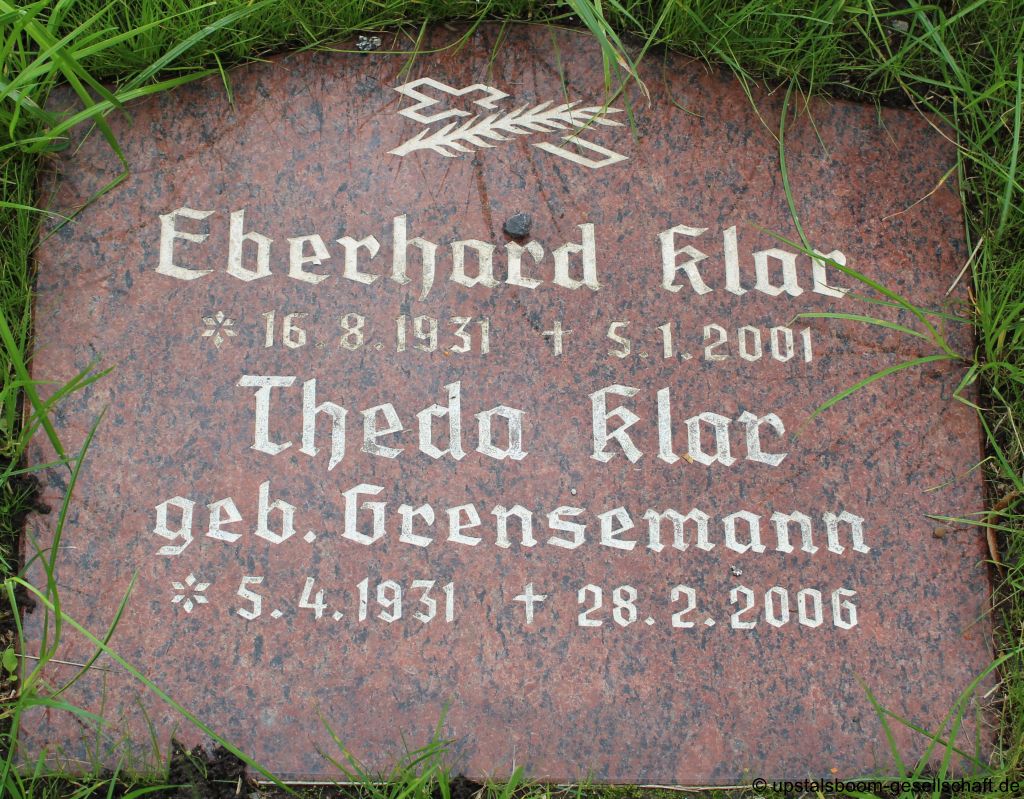 Eberhard Klar
* 16.8.1931 + 5.1.2001
Theda Klar
geb. Grensemann
* 5.4.1931 + 28.2.2006
© upstalsboom-gesellschaft.de